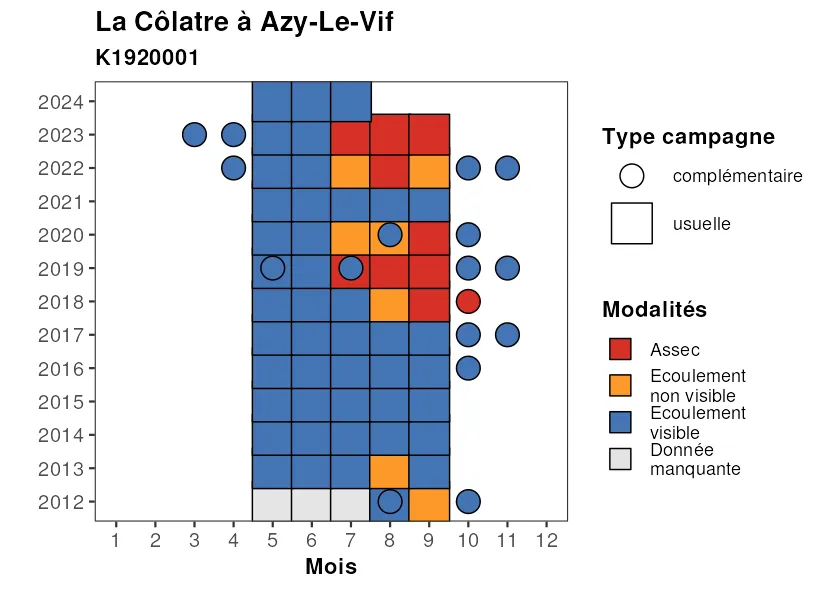 La Côlatre à Azy-Le-Vif
K1920001
2024
2023
2022
2021
2020
2019
2018
2017
2016
2015
2014
2013
2012
1 2 3 4 5 6 7 8 9 10 11 12
Mois
Type campagne
complémentaire
usuelle
Modalités
Assec
Ecoulement
non visible
Ecoulement
visible
Donnée
manquante